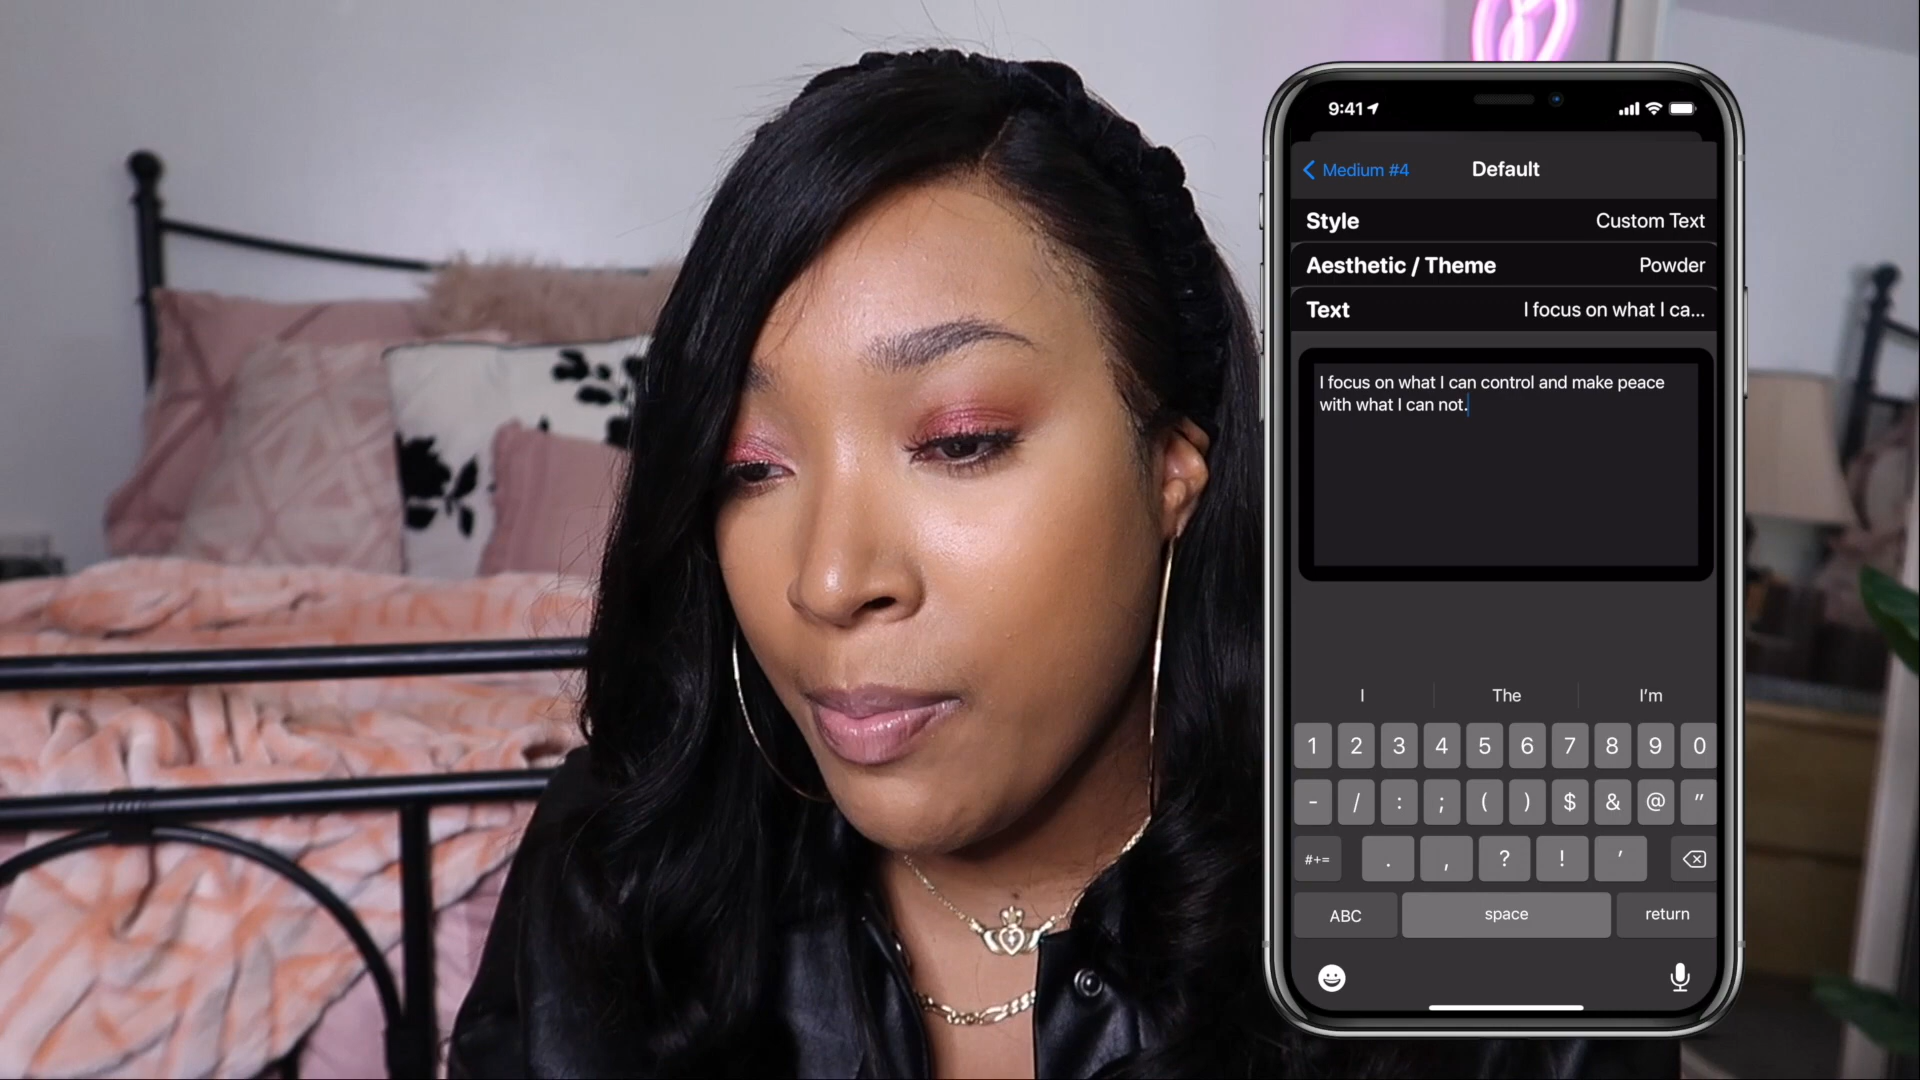 9:41
Medium #4 Default
Style Custom Text
Aesthetic / Theme Powder
Text I focus on what I ca...
I focus on what I can control and make peace
with what I can not.
I The I'm
1 2 3 4 5 6 7 8 9 0
- / : ; ( ) $ & @ "
#+= . , ? ! '
ABC space return